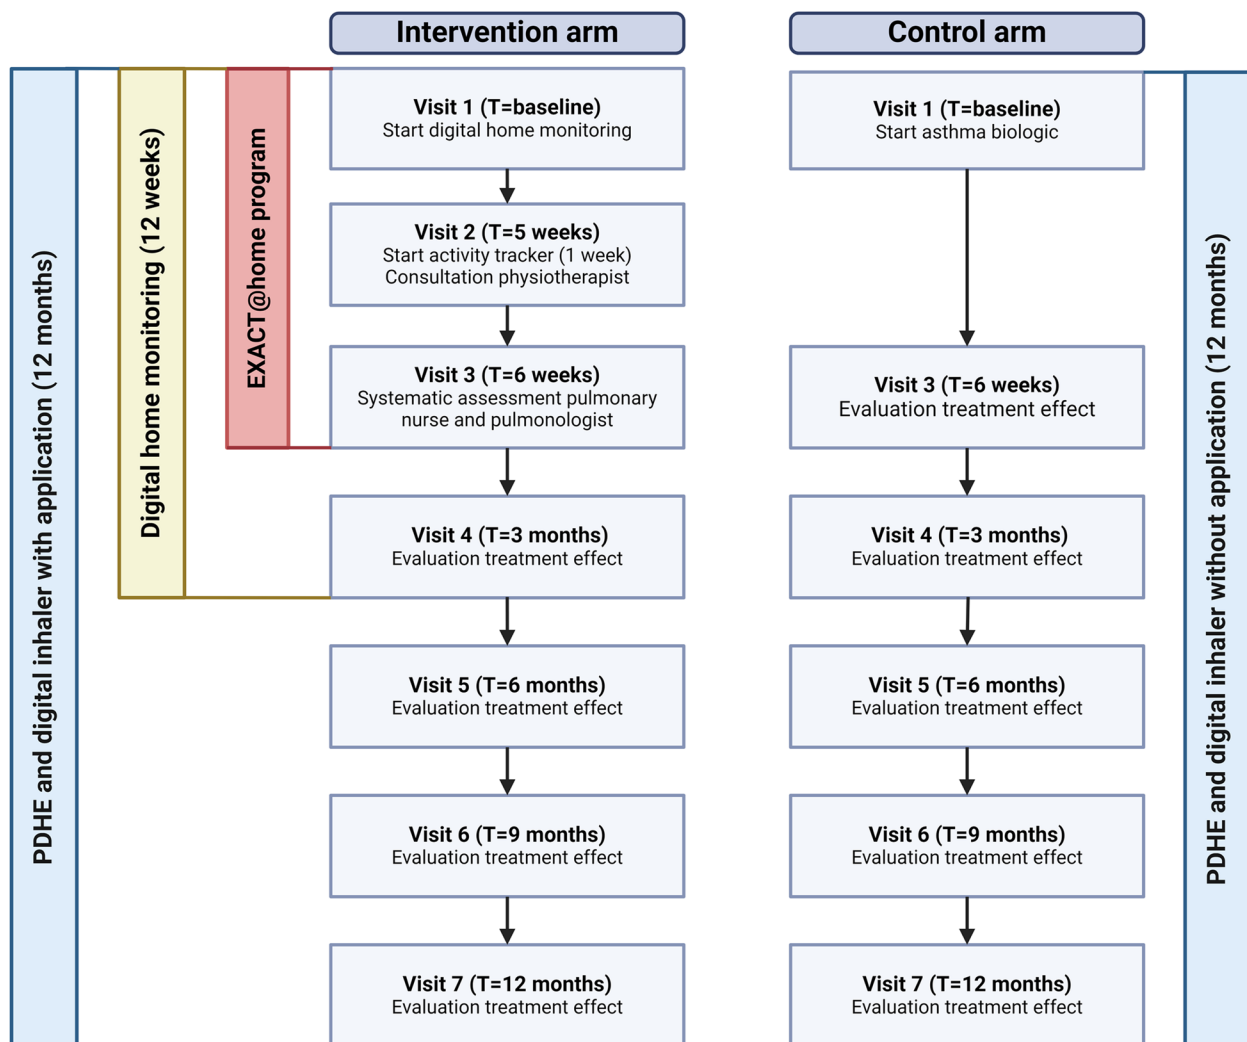 Intervention arm
Control arm
PDHE and digital inhaler with application (12 months)
Digital home monitoring (12 weeks)
EXACT@home program
Visit 1 (T=baseline)
Start digital home monitoring
Visit 2 (T=5 weeks)
Start activity tracker (1 week)
Consultation physiotherapist
Visit 3 (T=6 weeks)
Systematic assessment pulmonary
nurse and pulmonologist
Visit 4 (T=3 months)
Evaluation treatment effect
Visit 5 (T=6 months)
Evaluation treatment effect
Visit 6 (T=9 months)
Evaluation treatment effect
Visit 7 (T=12 months)
Evaluation treatment effect
Visit 1 (T=baseline)
Start asthma biologic
Visit 3 (T=6 weeks)
Evaluation treatment effect
Visit 4 (T=3 months)
Evaluation treatment effect
Visit 5 (T=6 months)
Evaluation treatment effect
Visit 6 (T=9 months)
Evaluation treatment effect
Visit 7 (T=12 months)
Evaluation treatment effect
PDHE and digital inhaler without application (12 months)